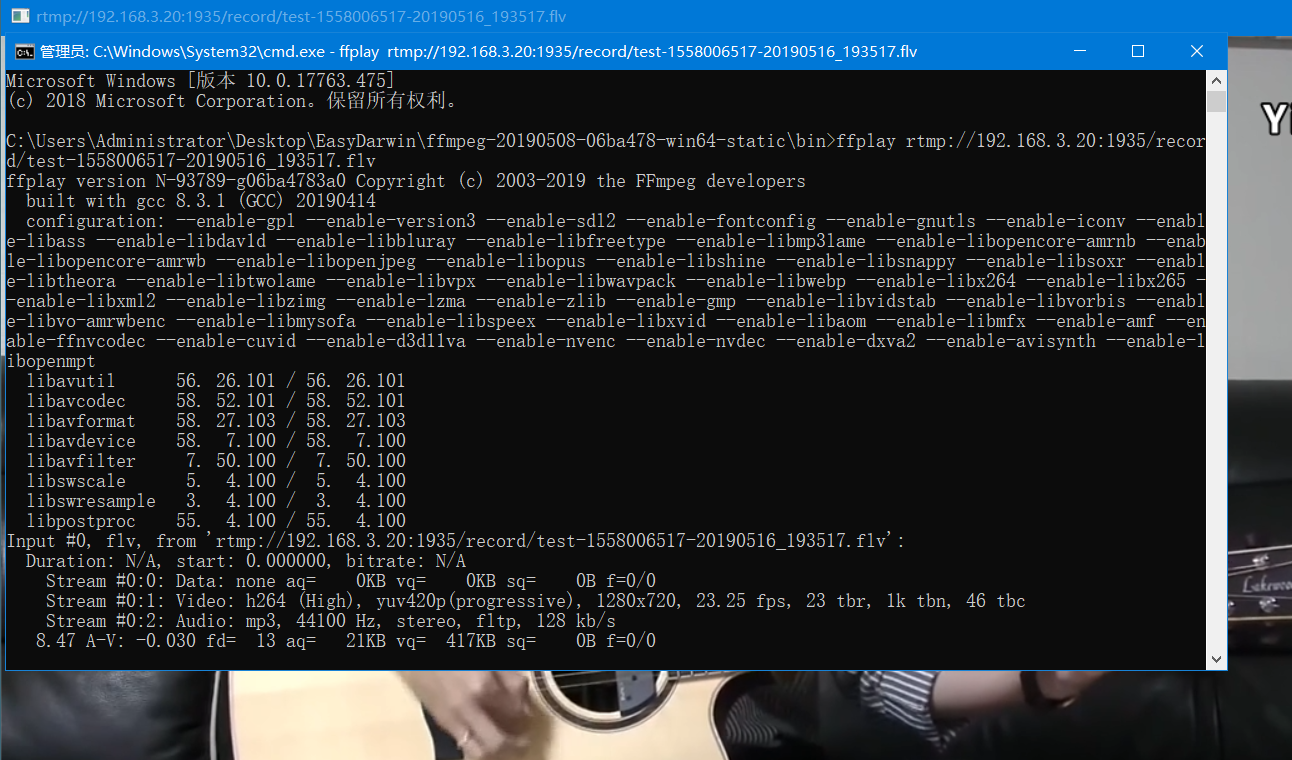 rtmp://192.168.3.20:1935/record/test-1558006517-20190516_193517.flv
管理员: C:\Windows\System32\cmd.exe - ffplay  rtmp://192.168.3.20:1935/record/test-1558006517-20190516_193517.flv
Microsoft Windows [版本 10.0.17763.475]
(c) 2018 Microsoft Corporation。保留所有权利。
C:\Users\Administrator\Desktop\EasyDarwin\ffmpeg-20190508-06ba478-win64-static\bin>ffplay rtmp://192.168.3.20:1935/recor
d/test-1558006517-20190516_193517.flv
ffplay version N-93789-g06ba4783a0 Copyright (c) 2003-2019 the FFmpeg developers
  built with gcc 8.3.1 (GCC) 20190414
  configuration: --enable-gpl --enable-version3 --enable-sdl2 --enable-fontconfig --enable-gnutls --enable-iconv --enabl
e-libass --enable-libdav1d --enable-libbluray --enable-libfreetype --enable-libmp3lame --enable-libopencore-amrnb --enab
le-libopencore-amrwb --enable-libopenjpeg --enable-libopus --enable-libshine --enable-libsnappy --enable-libsoxr --enabl
e-libtheora --enable-libtwolame --enable-libvpx --enable-libwavpack --enable-libwebp --enable-libx264 --enable-libx265 -
-enable-libxml2 --enable-libzimg --enable-lzma --enable-zlib --enable-gmp --enable-libvidstab --enable-libvorbis --enabl
e-libvo-amrwbenc --enable-libmysofa --enable-libspeex --enable-libxvid --enable-libaom --enable-libmfx --enable-amf --en
able-ffnvcodec --enable-cuvid --enable-d3d11va --enable-nvenc --enable-nvdec --enable-dxva2 --enable-avisynth --enable-l
ibopenmpt
  libavutil      56. 26.101 / 56. 26.101
  libavcodec     58. 52.101 / 58. 52.101
  libavformat    58. 27.103 / 58. 27.103
  libavdevice    58.  7.100 / 58.  7.100
  libavfilter     7. 50.100 /  7. 50.100
  libswscale      5.  4.100 /  5.  4.100
  libswresample   3.  4.100 /  3.  4.100
  libpostproc    55.  4.100 / 55.  4.100
Input #0, flv, from 'rtmp://192.168.3.20:1935/record/test-1558006517-20190516_193517.flv':
  Duration: N/A, start: 0.000000, bitrate: N/A
    Stream #0:0: Data: none aq=    0KB vq=    0KB sq=    0B f=0/0
    Stream #0:1: Video: h264 (High), yuv420p(progressive), 1280x720, 23.25 fps, 23 tbr, 1k tbn, 46 tbc
    Stream #0:2: Audio: mp3, 44100 Hz, stereo, fltp, 128 kb/s
   8.47 A-V: -0.030 fd=  13 aq=   21KB vq=  417KB sq=    0B f=0/0